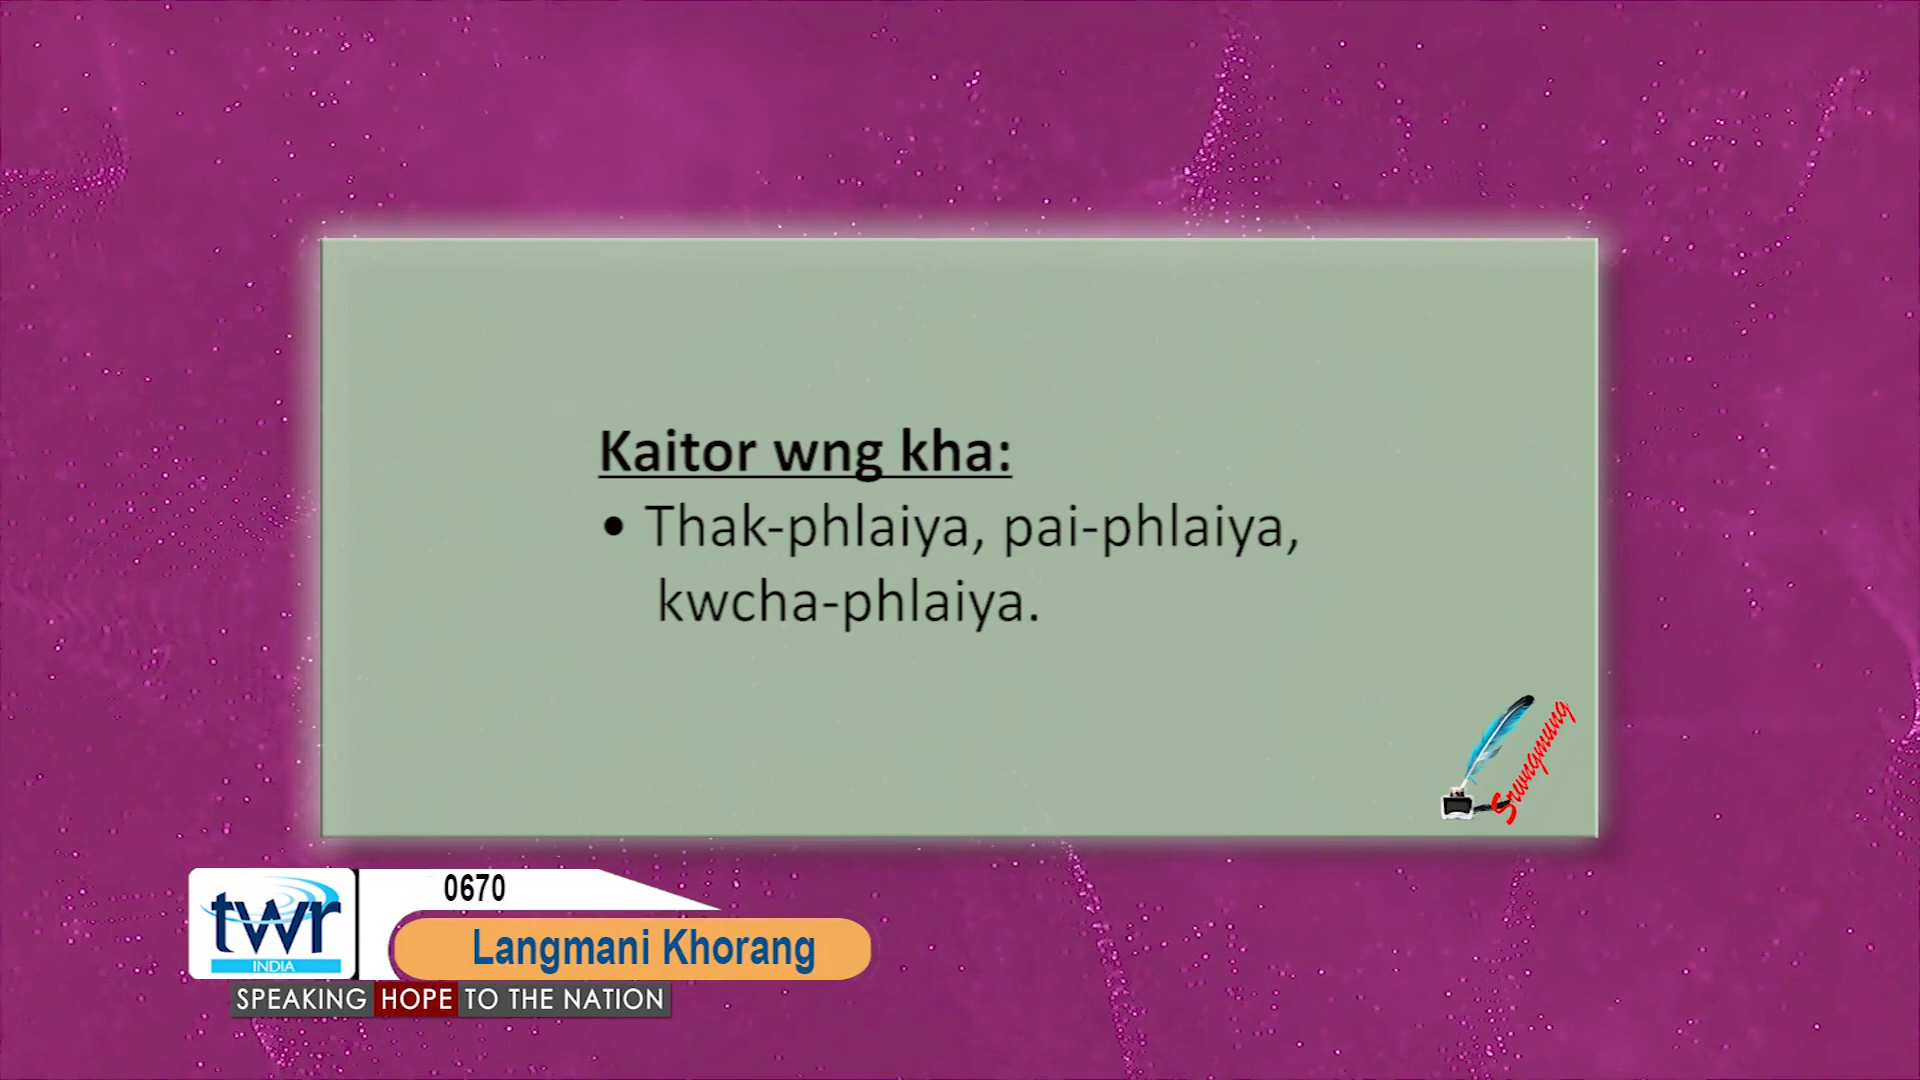 Kaitor wng kha:
• Thak-phlaiya, pai-phlaiya,
kwcha-phlaiya.
Srwngmung
twr
INDIA
0670
Langmani Khorang
SPEAKING HOPE TO THE NATION